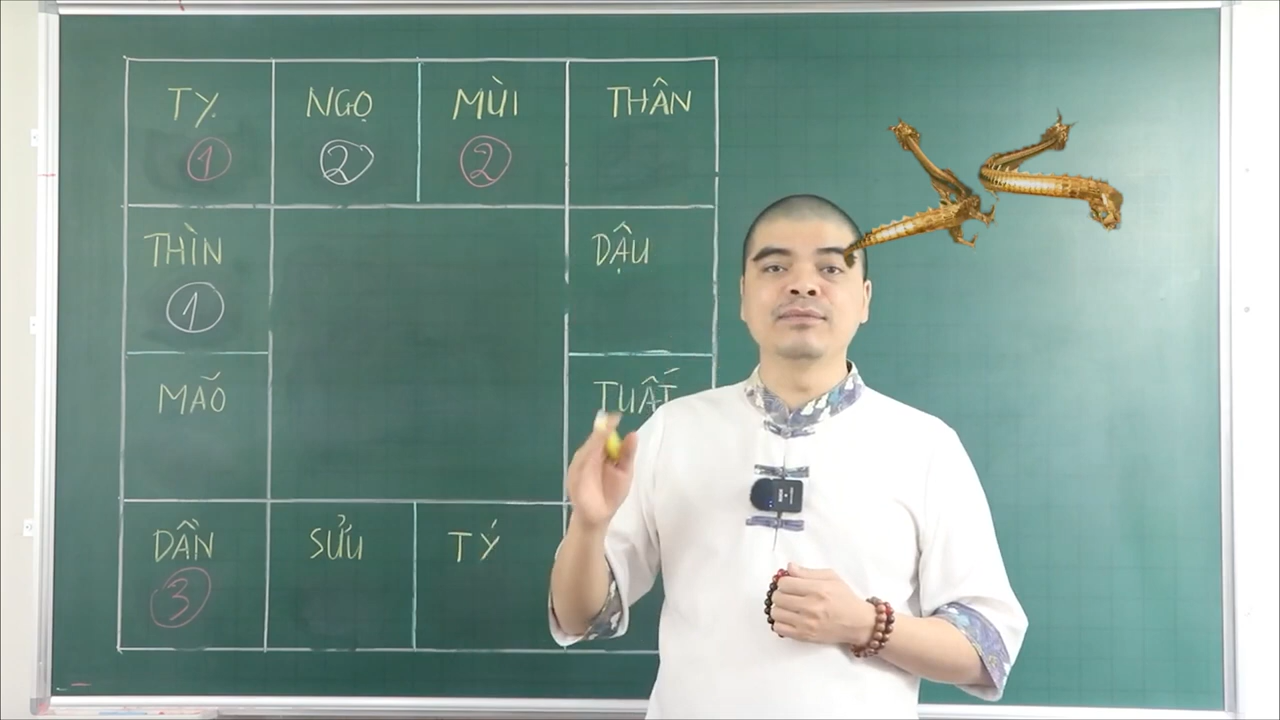 TỴ NGỌ MÙI THÂN
1 2 2
THÌN DẬU
1
MÃO TUẤT
DẦN SỬU TÝ
3